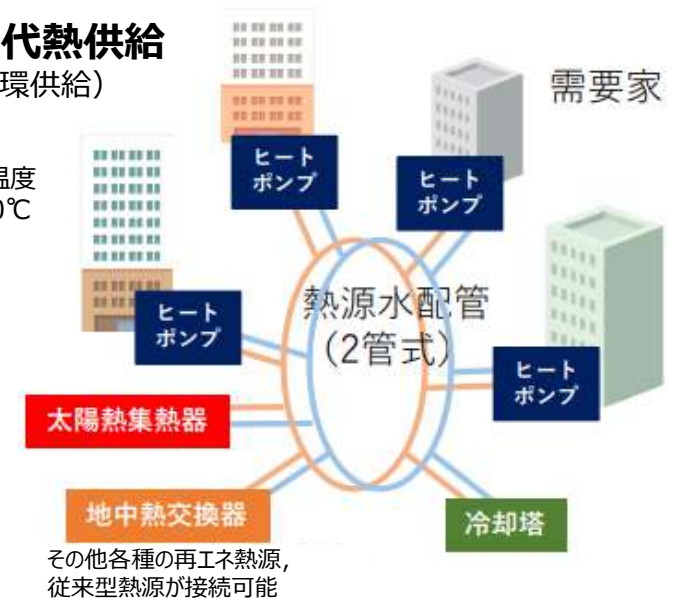 代熱供給
環供給）
温度
0℃
需要家
ヒート
ポンプ
ヒート
ポンプ
ヒート
ポンプ
ヒート
ポンプ
熱源水配管
（2管式）
太陽熱集熱器
地中熱交換器
冷却塔
その他各種の再エネ熱源，
従来型熱源が接続可能